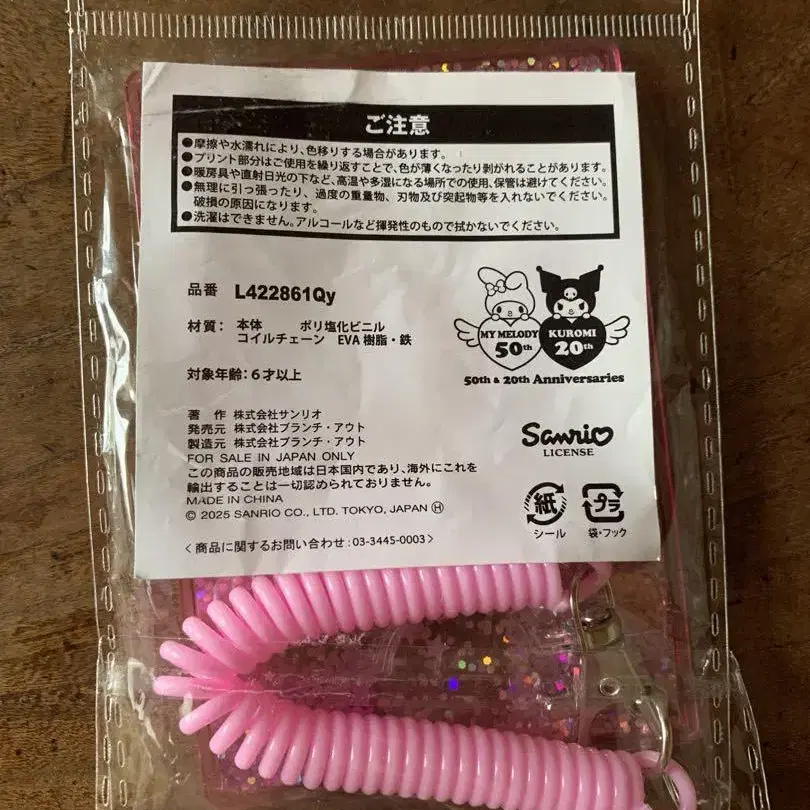 ご注意
●摩擦や水濡れにより、色移りする場合があります。
●プリント部分はご使用を繰り返すことで、色が薄くなったり剥がれることがあります。
●暖房具や直射日光の下など、高温や多湿になる場所での使用、保管は避けてください。
●無理に引っ張ったり、過度の重量物、刃物及び突起物等を入れないでください。
破損の原因になります。
●洗濯はできません。アルコールなど揮発性のもので拭かないでください。
品番 L422861Qy
材質： 本体 ポリ塩化ビニル
コイルチェーン EVA樹脂・鉄
対象年齢：6才以上
MY MELODY 50th
KUROMI 20th
50th & 20th Anniversaries
著 作 株式会社サンリオ
発売元 株式会社ブランチ・アウト
製造元 株式会社ブランチ・アウト
FOR SALE IN JAPAN ONLY
この商品の販売地域は日本国内であり、海外にこれを
輸出することは一切認められておりません。
MADE IN CHINA
© 2025 SANRIO CO., LTD. TOKYO, JAPAN Ⓗ
＜商品に関するお問い合わせ：03-3445-0003＞
Sanrio
LICENSE
紙
シール
プラ
袋・フック